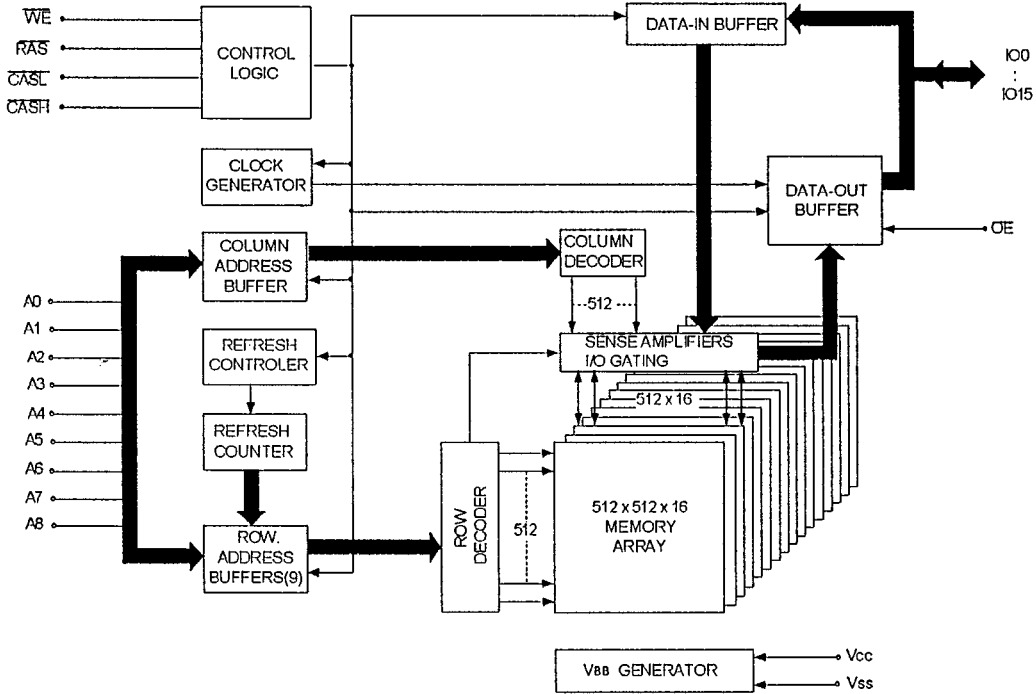 WE
RAS
CASL
CASH
CONTROL
LOGIC
DATA-IN BUFFER
IO0
:
IO15
CLOCK
GENERATOR
DATA-OUT
BUFFER
OE
COLUMN
ADDRESS
BUFFER
COLUMN
DECODER
512
A0
A1
A2
A3
A4
A5
A6
A7
A8
REFRESH
CONTROLER
SENSE AMPLIFIERS
I/O GATING
512 x 16
REFRESH
COUNTER
ROW
DECODER
512
512 x 512 x 16
MEMORY
ARRAY
ROW.
ADDRESS
BUFFERS(9)
VBB GENERATOR
Vcc
Vss